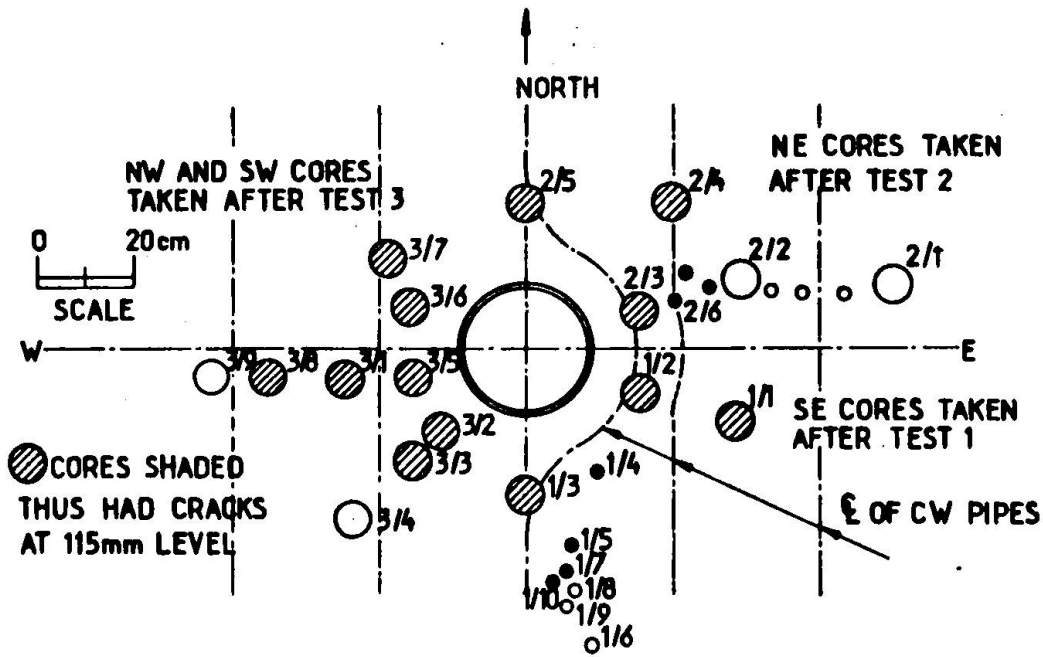 NORTH
NW AND SW CORES
TAKEN AFTER TEST 3
NE CORES TAKEN
AFTER TEST 2
0 20cm
SCALE
2/5
2/4
2/2
2/1
3/7
3/6
2/3
2/6
W
E
3/9
3/8
3/1
3/5
1/2
1/1
SE CORES TAKEN
AFTER TEST 1
3/2
3/3
CORES SHADED
THUS HAD CRACKS
AT 115mm LEVEL
3/4
1/3
1/4
℄ OF CW PIPES
1/5
1/7
1/10
1/8
1/9
1/6